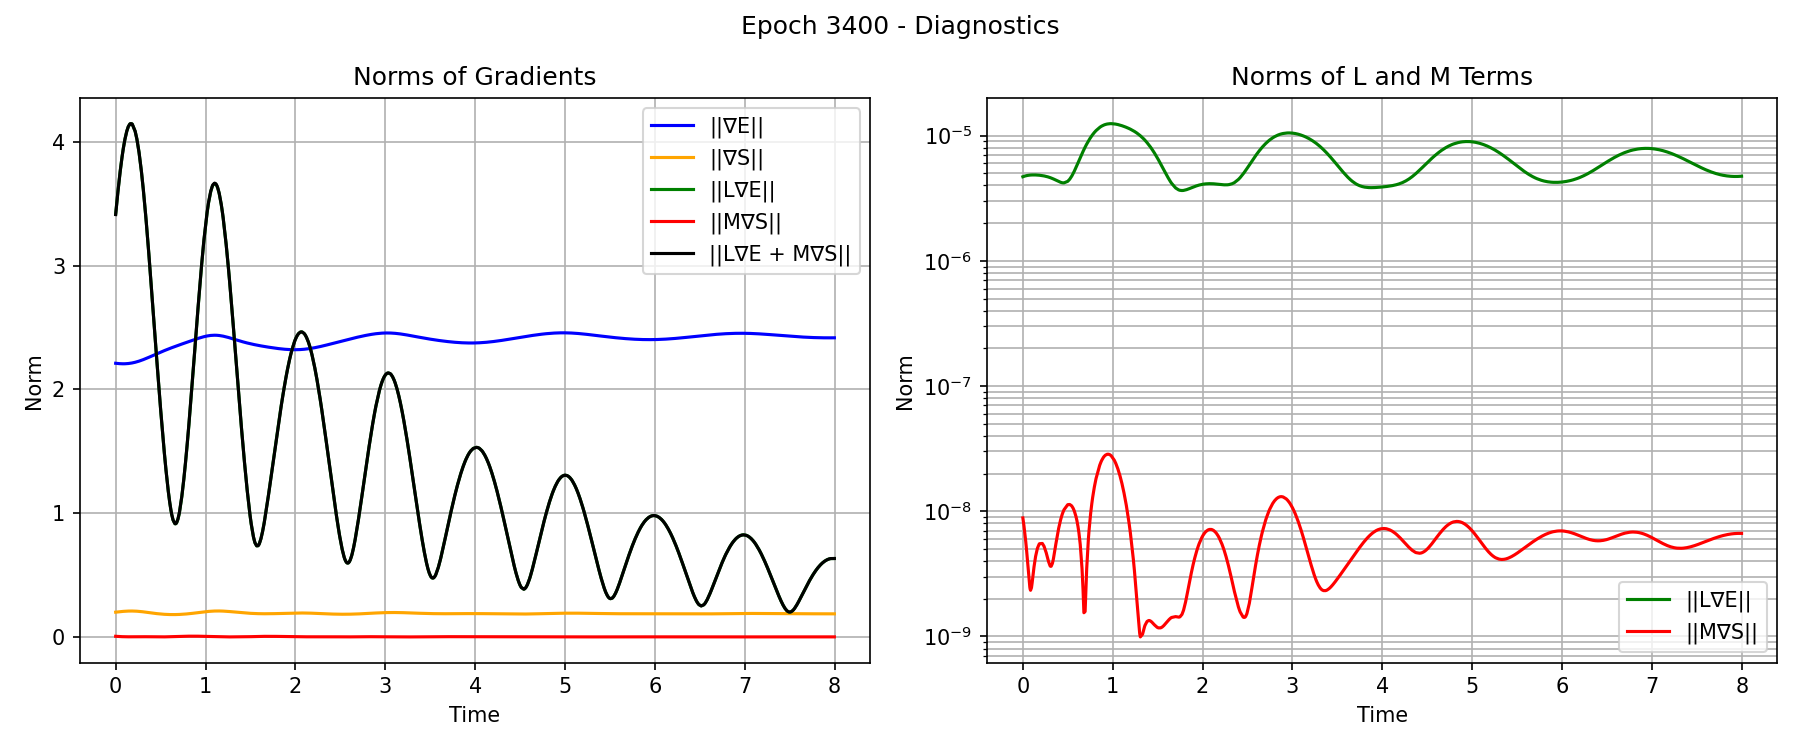 Epoch 3400 - Diagnostics
Norms of Gradients
Norm
4
3
2
1
0
||∇E||
||∇S||
||L∇E||
||M∇S||
||L∇E + M∇S||
0 1 2 3 4 5 6 7 8
Time
Norms of L and M Terms
Norm
10⁻⁵
10⁻⁶
10⁻⁷
10⁻⁸
10⁻⁹
||L∇E||
||M∇S||
0 1 2 3 4 5 6 7 8
Time